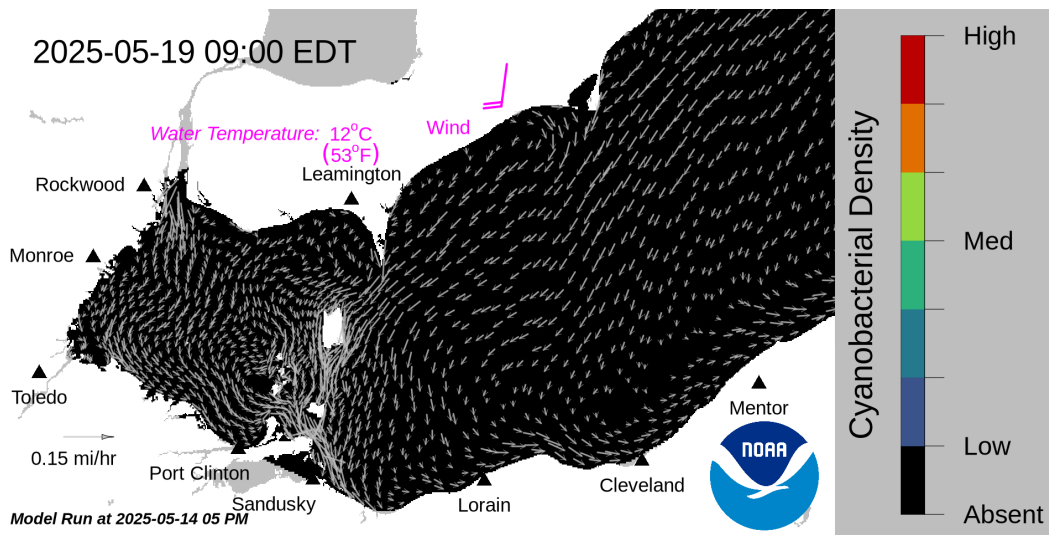 2025-05-19 09:00 EDT
High
Water Temperature: 12°C
(53°F)
Wind
Leamington
Rockwood
Monroe
Med
Cyanobacterial Density
Toledo
Mentor
0.15 mi/hr
NOAA
Low
Port Clinton
Cleveland
Sandusky
Lorain
Model Run at 2025-05-14 05 PM
Absent